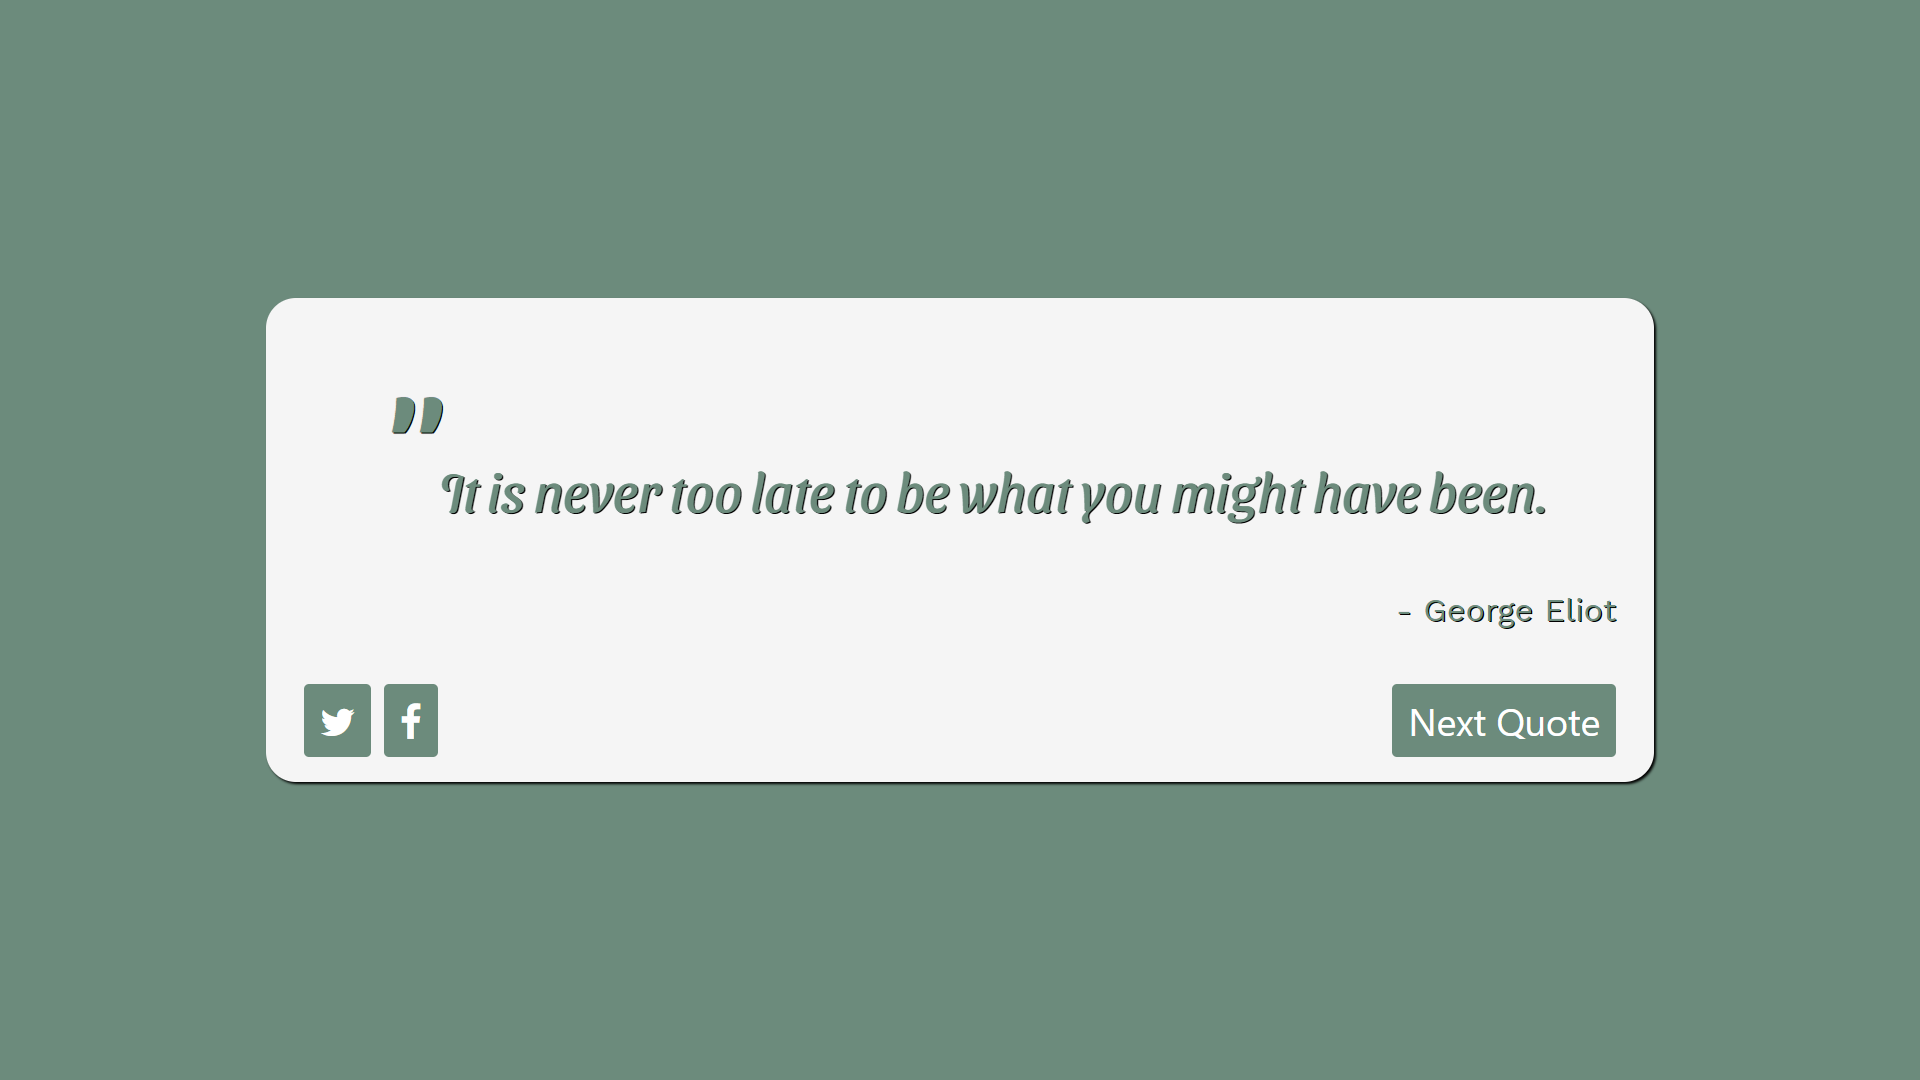 ”
It is never too late to be what you might have been.
- George Eliot
Next Quote